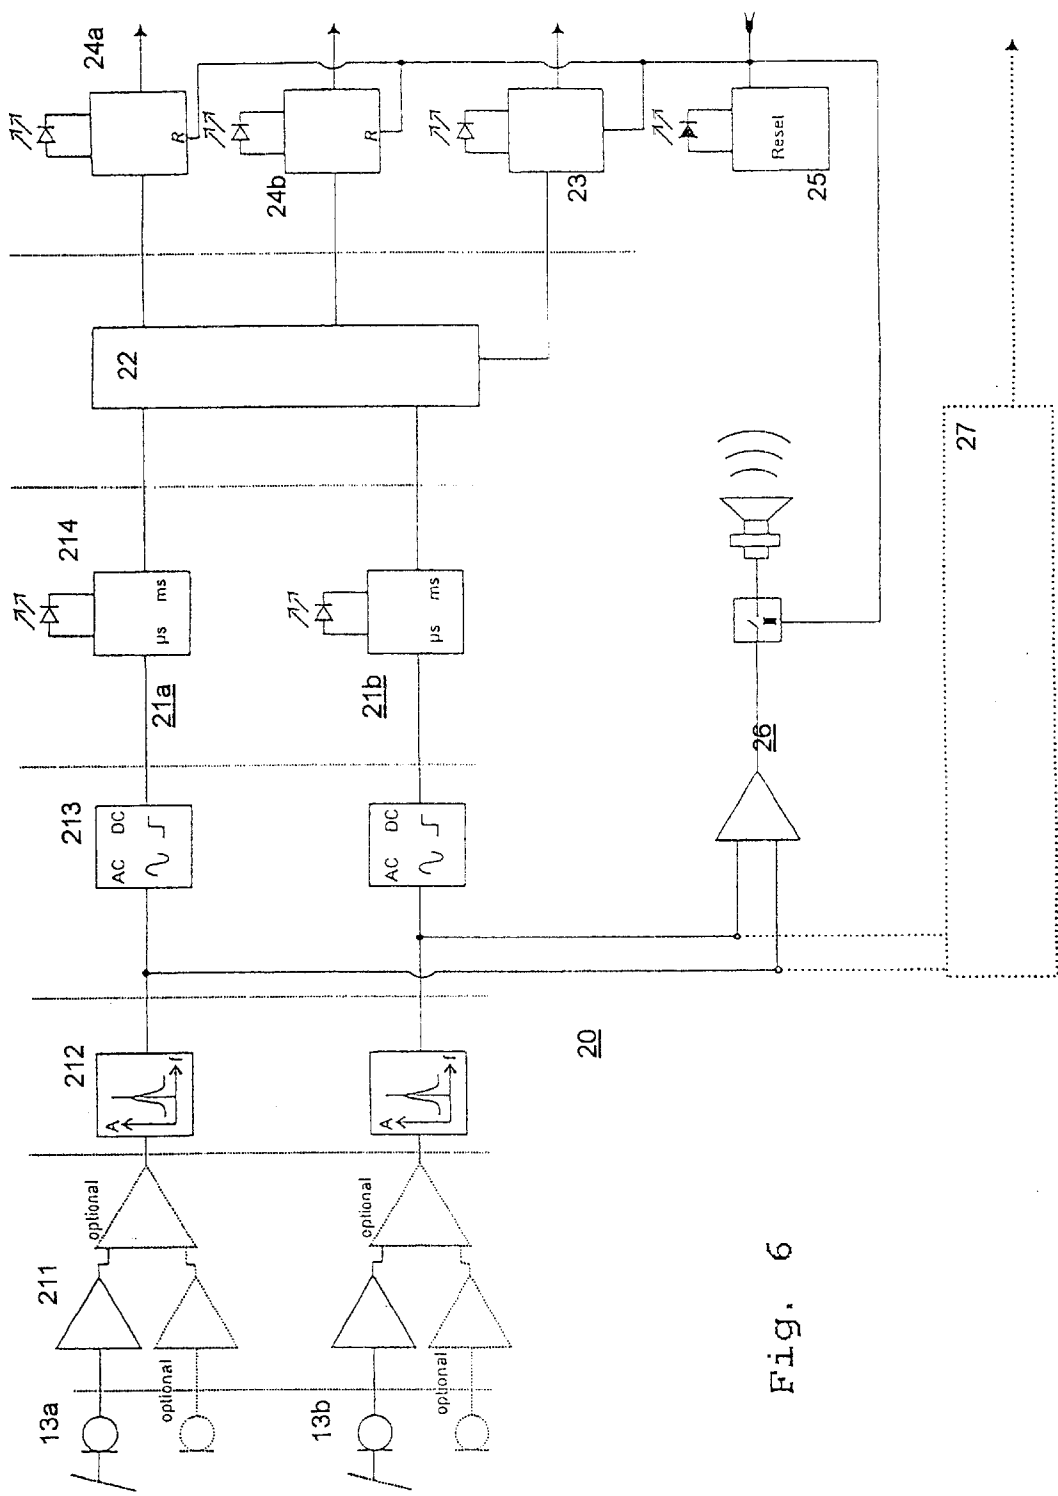 13a
optional
211
optional
212
A
f
213
AC DC
21a
214
µs ms
22
24a
R
13b
optional
optional
A
f
AC DC
21b
µs ms
24b
R
23
20
26
Reset
25
27
Fig. 6